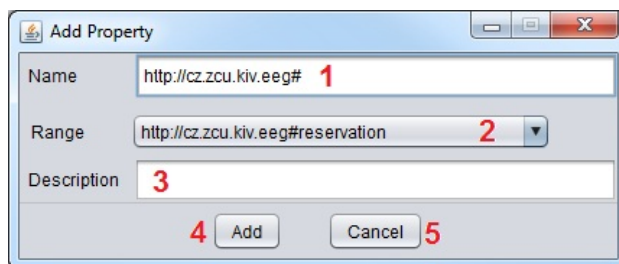 Add Property
Name http://cz.zcu.kiv.eeg# 1
Range http://cz.zcu.kiv.eeg#reservation 2
Description 3
4 Add Cancel 5